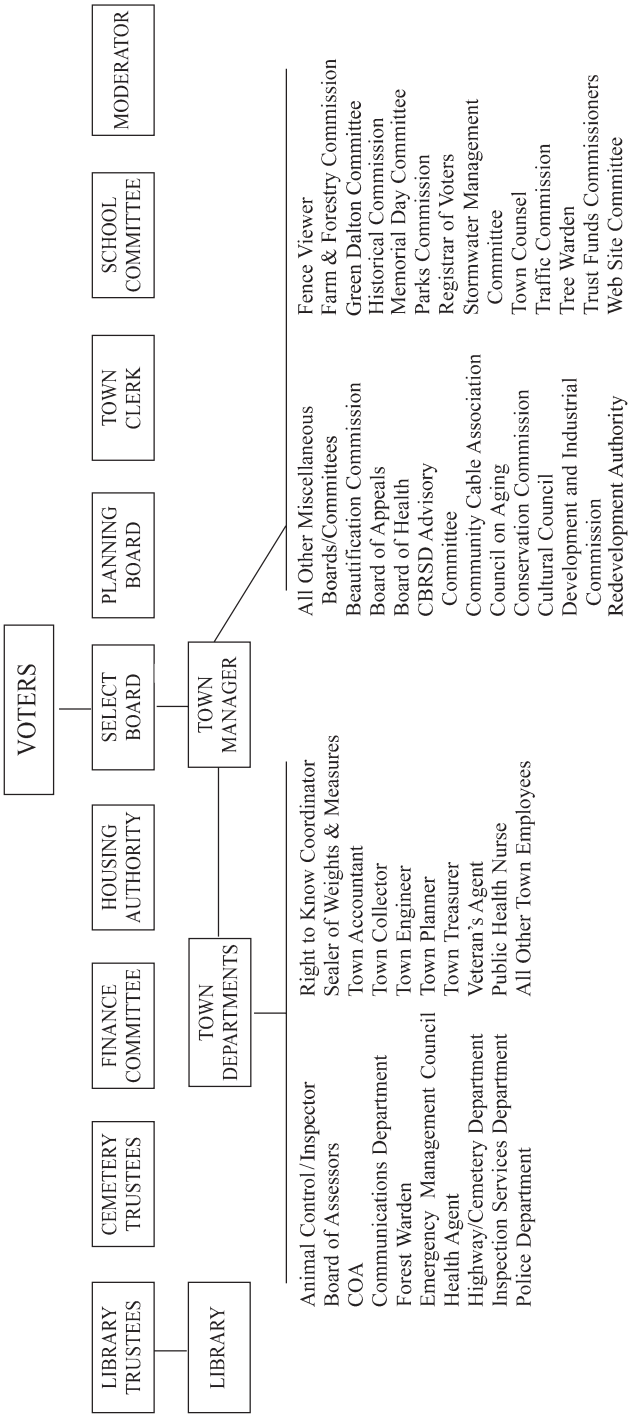 VOTERS
LIBRARY
TRUSTEES
CEMETERY
TRUSTEES
FINANCE
COMMITTEE
HOUSING
AUTHORITY
SELECT
BOARD
PLANNING
BOARD
TOWN
CLERK
SCHOOL
COMMITTEE
MODERATOR
LIBRARY
TOWN
DEPARTMENTS
TOWN
MANAGER
Animal Control/Inspector
Board of Assessors
COA
Communications Department
Forest Warden
Emergency Management Council
Health Agent
Highway/Cemetery Department
Inspection Services Department
Police Department
Right to Know Coordinator
Sealer of Weights & Measures
Town Accountant
Town Collector
Town Engineer
Town Planner
Town Treasurer
Veteran's Agent
Public Health Nurse
All Other Town Employees
All Other Miscellaneous
Boards/Committees
Beautification Commission
Board of Appeals
Board of Health
CBRSD Advisory
Committee
Community Cable Association
Council on Aging
Conservation Commission
Cultural Council
Development and Industrial
Commission
Redevelopment Authority
Fence Viewer
Farm & Forestry Commission
Green Dalton Committee
Historical Commission
Memorial Day Committee
Parks Commission
Registrar of Voters
Stormwater Management
Committee
Town Counsel
Traffic Commission
Tree Warden
Trust Funds Commissioners
Web Site Committee